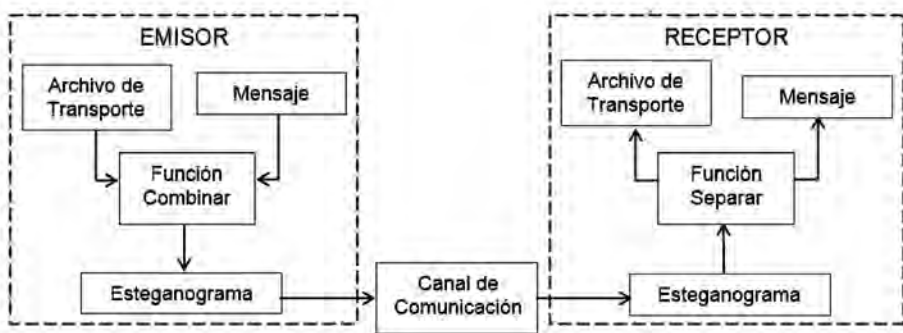 EMISOR
Archivo de
Transporte
Mensaje
Función
Combinar
Esteganograma
Canal de
Comunicación
RECEPTOR
Archivo de
Transporte
Mensaje
Función
Separar
Esteganograma